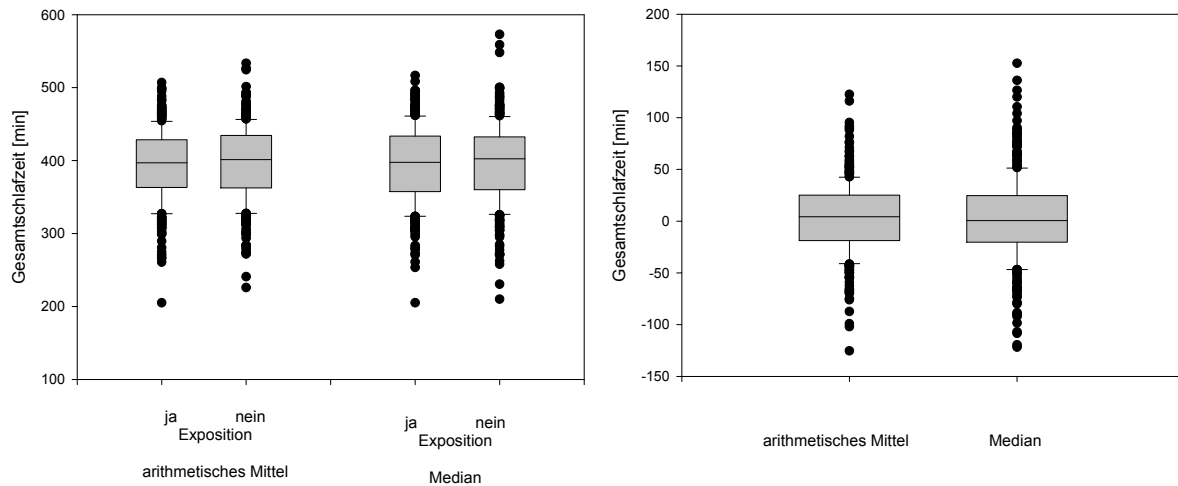 Gesamtschlafzeit [min]
600
500
400
300
200
100
ja nein ja nein
Exposition Exposition
arithmetisches Mittel Median
Gesamtschlafzeit [min]
200
150
100
50
0
-50
-100
-150
arithmetisches Mittel Median